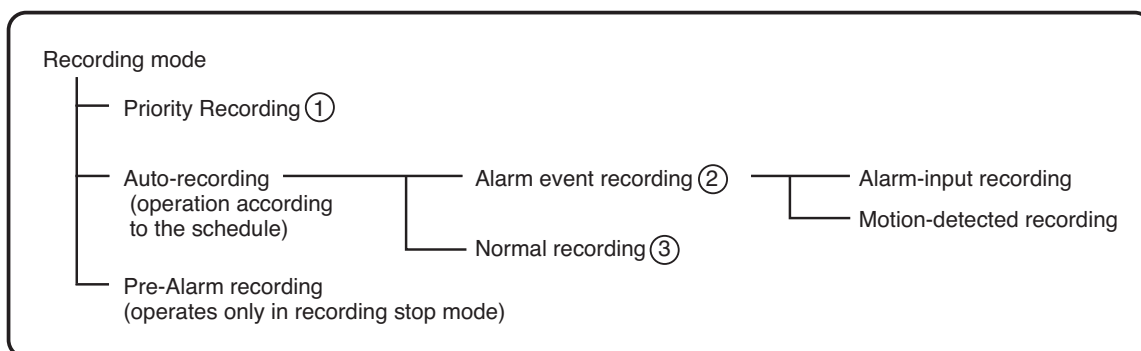 Recording mode
Priority Recording ①
Auto-recording
(operation according
to the schedule)
Alarm event recording ②
Alarm-input recording
Motion-detected recording
Normal recording ③
Pre-Alarm recording
(operates only in recording stop mode)